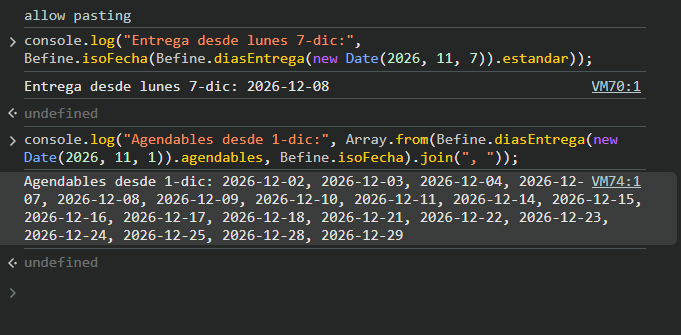 allow pasting
console.log("Entrega desde lunes 7-dic:",
Befine.isoFecha(Befine.diasEntrega(new Date(2026, 11, 7)).estandar));
Entrega desde lunes 7-dic: 2026-12-08 VM70:1
undefined
console.log("Agendables desde 1-dic:", Array.from(Befine.diasEntrega(new
Date(2026, 11, 1)).agendables, Befine.isoFecha).join(", "));
Agendables desde 1-dic: 2026-12-02, 2026-12-03, 2026-12-04, 2026-12- VM74:1
07, 2026-12-08, 2026-12-09, 2026-12-10, 2026-12-11, 2026-12-14, 2026-12-15,
2026-12-16, 2026-12-17, 2026-12-18, 2026-12-21, 2026-12-22, 2026-12-23,
2026-12-24, 2026-12-25, 2026-12-28, 2026-12-29
undefined